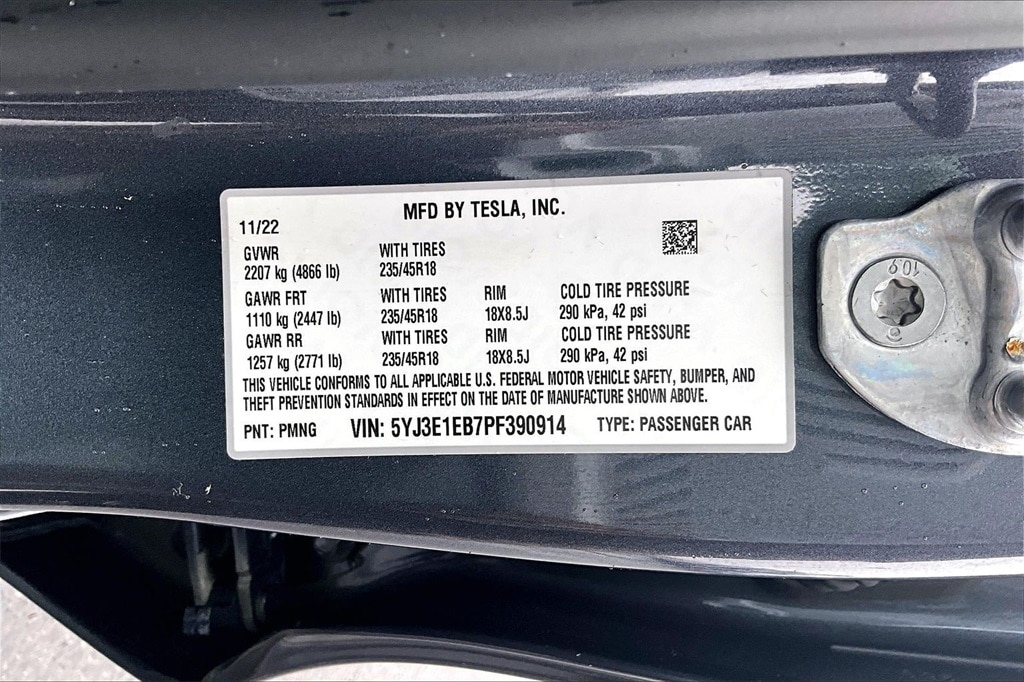 MFD BY TESLA, INC.
11/22
GVWR WITH TIRES
2207 kg (4866 lb) 235/45R18
GAWR FRT WITH TIRES RIM COLD TIRE PRESSURE
1110 kg (2447 lb) 235/45R18 18X8.5J 290 kPa, 42 psi
GAWR RR WITH TIRES RIM COLD TIRE PRESSURE
1257 kg (2771 lb) 235/45R18 18X8.5J 290 kPa, 42 psi
THIS VEHICLE CONFORMS TO ALL APPLICABLE U.S. FEDERAL MOTOR VEHICLE SAFETY, BUMPER, AND
THEFT PREVENTION STANDARDS IN EFFECT ON THE DATE OF MANUFACTURE SHOWN ABOVE.
PNT: PMNG VIN: 5YJ3E1EB7PF390914 TYPE: PASSENGER CAR
10.9